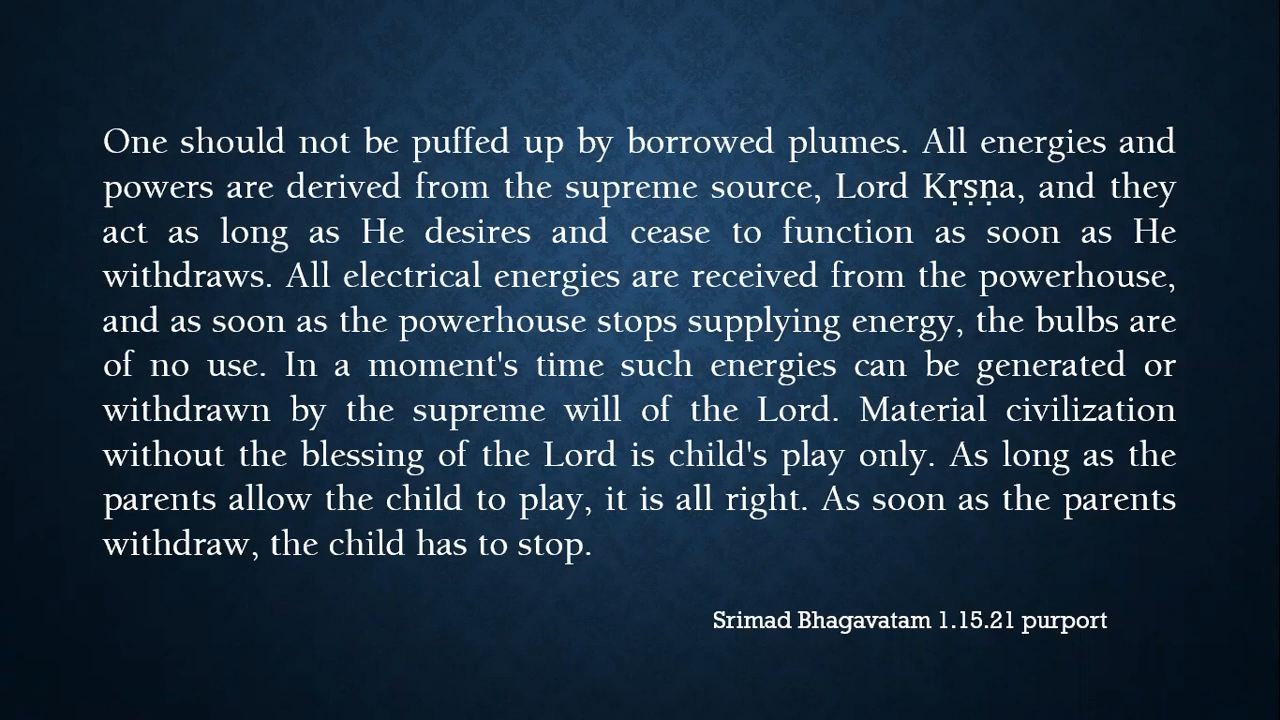 One should not be puffed up by borrowed plumes. All energies and
powers are derived from the supreme source, Lord Kṛṣṇa, and they
act as long as He desires and cease to function as soon as He
withdraws. All electrical energies are received from the powerhouse,
and as soon as the powerhouse stops supplying energy, the bulbs are
of no use. In a moment's time such energies can be generated or
withdrawn by the supreme will of the Lord. Material civilization
without the blessing of the Lord is child's play only. As long as the
parents allow the child to play, it is all right. As soon as the parents
withdraw, the child has to stop.
Srimad Bhagavatam 1.15.21 purport